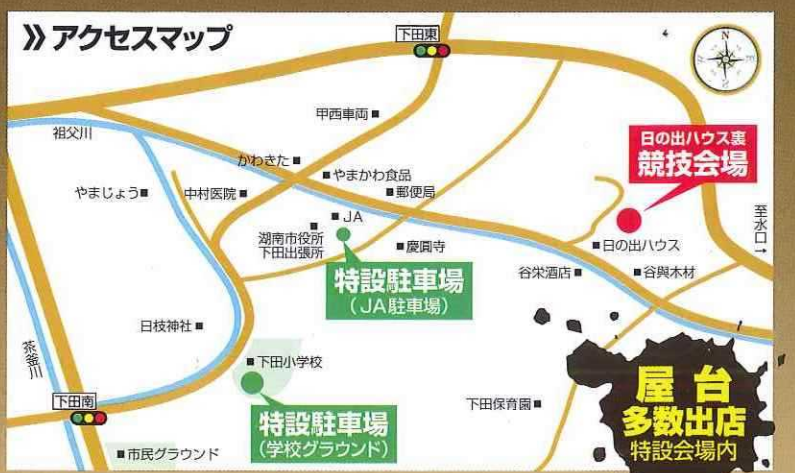 》アクセスマップ
下田東
N
甲西車両■
祖父川
かわきた■
■やまかわ食品
■郵便局
やまじょう■
中村医院■
日の出ハウス裏
競技会場
■JA
湖南市役所
下田出張所
■慶圓寺
■日の出ハウス
至水口→
谷栄酒店■
■谷與木材
特設駐車場
(JA駐車場)
日枝神社■
茶釜川
■下田小学校
下田南
特設駐車場
(学校グラウンド)
下田保育園■
屋台
多数出店
特設会場内
■市民グラウンド